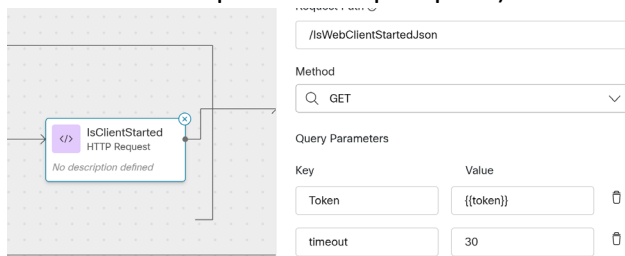 IsClientStarted
HTTP Request
No description defined
/IsWebClientStartedJson
Method
GET
Query Parameters
Key Value
Token {{token}}
timeout 30